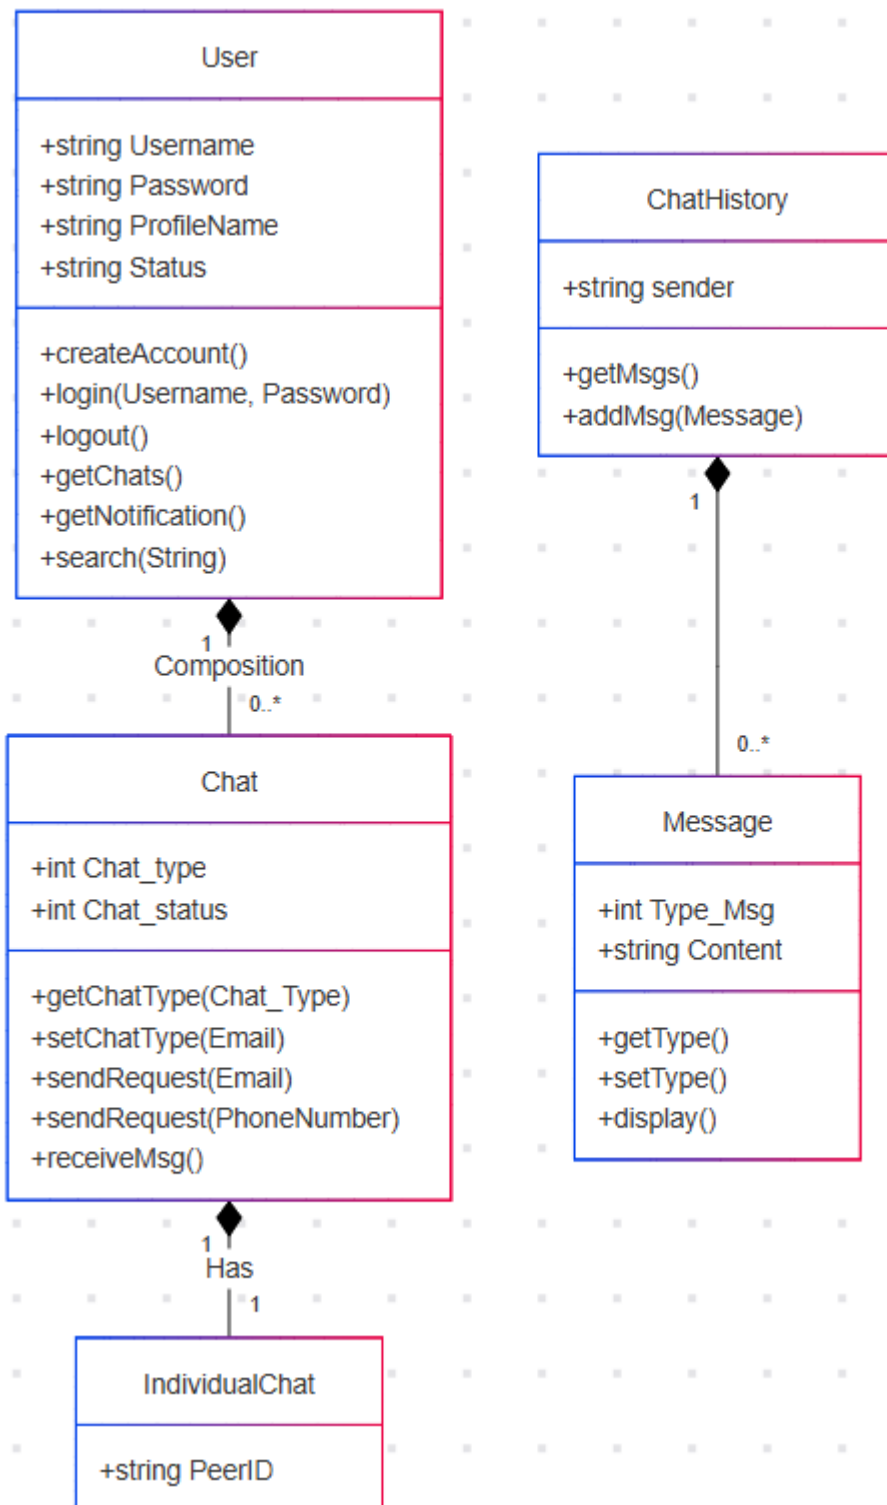 User
+string Username
+string Password
+string ProfileName
+string Status
+createAccount()
+login(Username, Password)
+logout()
+getChats()
+getNotification()
+search(String)
1
Composition
0..*
Chat
+int Chat_type
+int Chat_status
+getChatType(Chat_Type)
+setChatType(Email)
+sendRequest(Email)
+sendRequest(PhoneNumber)
+receiveMsg()
1
Has
1
IndividualChat
+string PeerID
ChatHistory
+string sender
+getMsgs()
+addMsg(Message)
1
0..*
Message
+int Type_Msg
+string Content
+getType()
+setType()
+display()